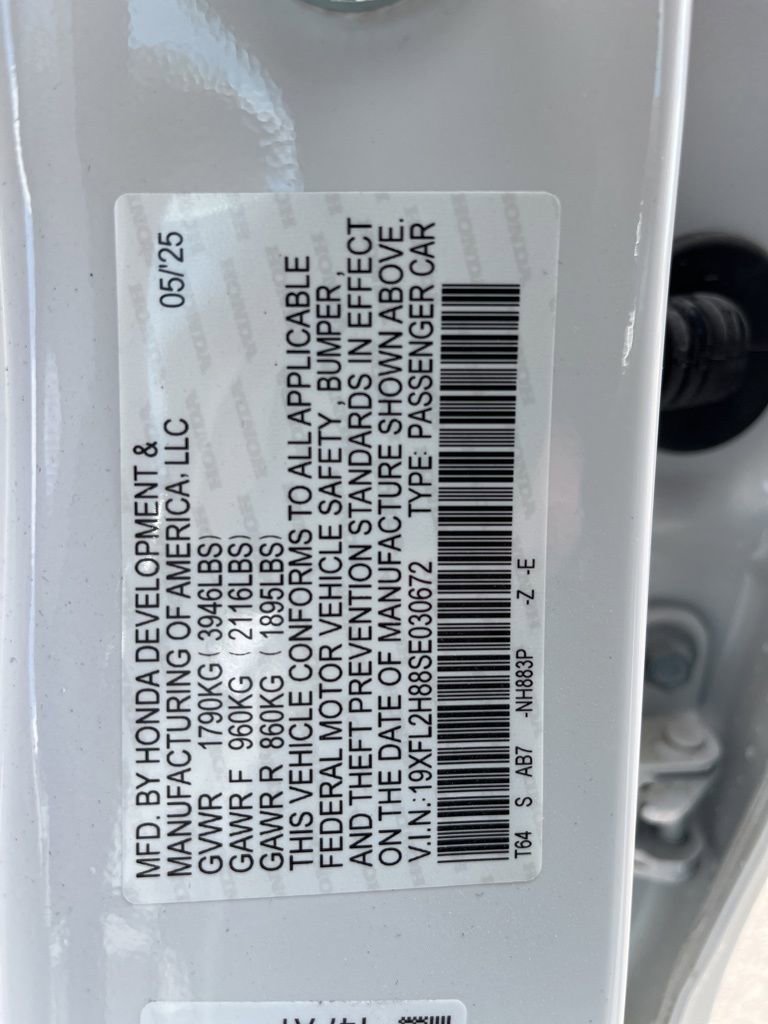 MFD. BY HONDA DEVELOPMENT &
MANUFACTURING OF AMERICA, LLC 05/'25
GVWR 1790KG ( 3946LBS)
GAWR F 960KG ( 2116LBS)
GAWR R 860KG ( 1895LBS)
THIS VEHICLE CONFORMS TO ALL APPLICABLE
FEDERAL MOTOR VEHICLE SAFETY , BUMPER ,
AND THEFT PREVENTION STANDARDS IN EFFECT
ON THE DATE OF MANUFACTURE SHOWN ABOVE.
V.I.N.: 19XFL2H88SE030672 TYPE: PASSENGER CAR
T64 S AB7 -NH883P -Z -E